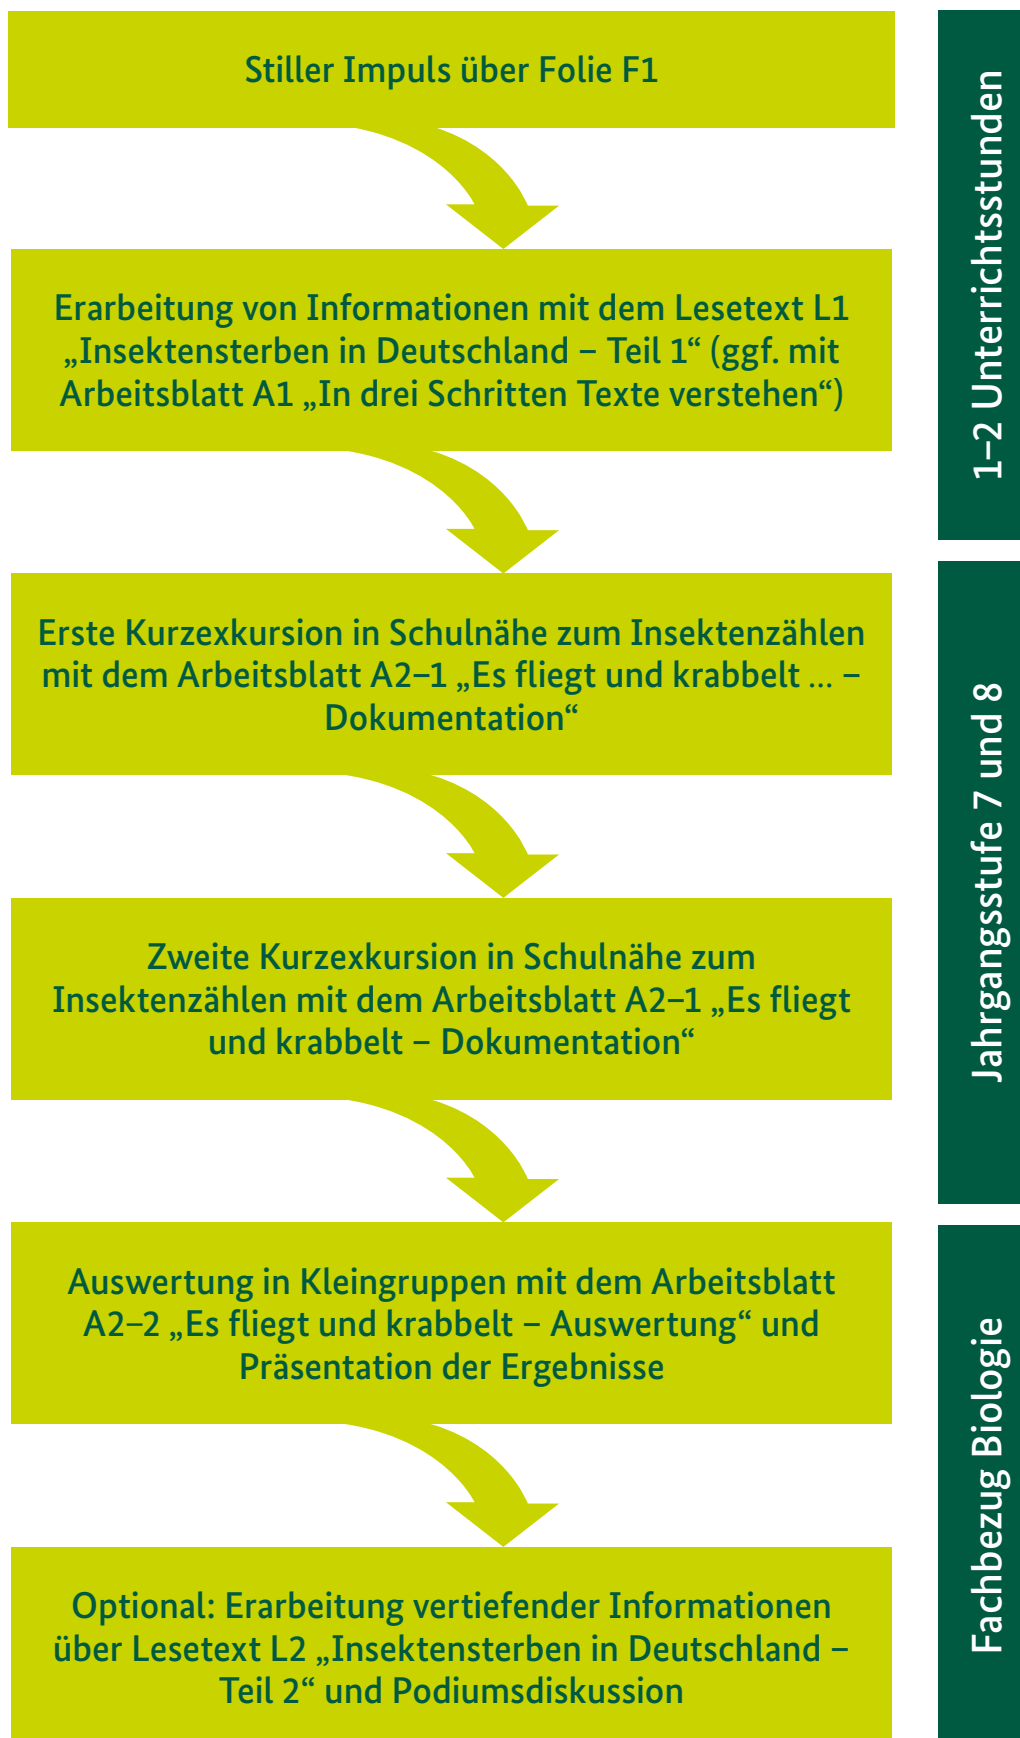 Stiller Impuls über Folie F1
Erarbeitung von Informationen mit dem Lesetext L1
„Insektensterben in Deutschland – Teil 1“ (ggf. mit
Arbeitsblatt A1 „In drei Schritten Texte verstehen“)
Erste Kurzexkursion in Schulnähe zum Insektenzählen
mit dem Arbeitsblatt A2–1 „Es fliegt und krabbelt ... –
Dokumentation“
Zweite Kurzexkursion in Schulnähe zum
Insektenzählen mit dem Arbeitsblatt A2–1 „Es fliegt
und krabbelt – Dokumentation“
Auswertung in Kleingruppen mit dem Arbeitsblatt
A2–2 „Es fliegt und krabbelt – Auswertung“ und
Präsentation der Ergebnisse
Optional: Erarbeitung vertiefender Informationen
über Lesetext L2 „Insektensterben in Deutschland –
Teil 2“ und Podiumsdiskussion
1–2 Unterrichtsstunden
Jahrgangsstufe 7 und 8
Fachbezug Biologie